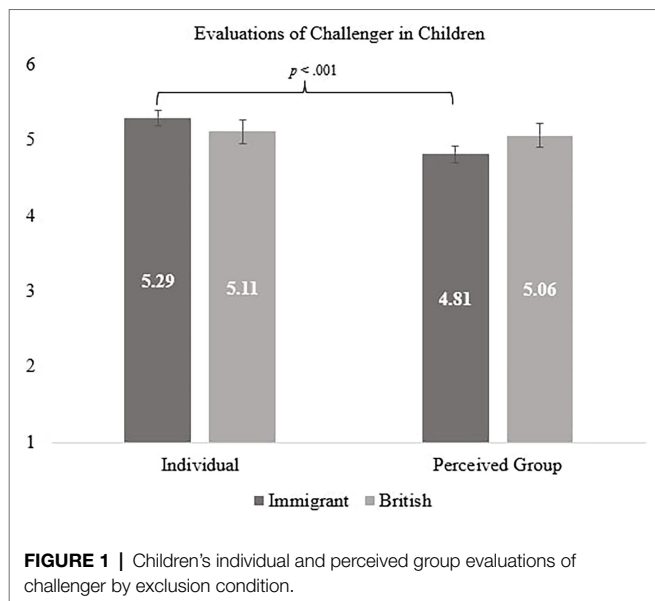 Evaluations of Challenger in Children
6
p < .001
5
4
3
2
1
5.29
5.11
4.81
5.06
Individual
Perceived Group
Immigrant
British
FIGURE 1 | Children's individual and perceived group evaluations of
challenger by exclusion condition.